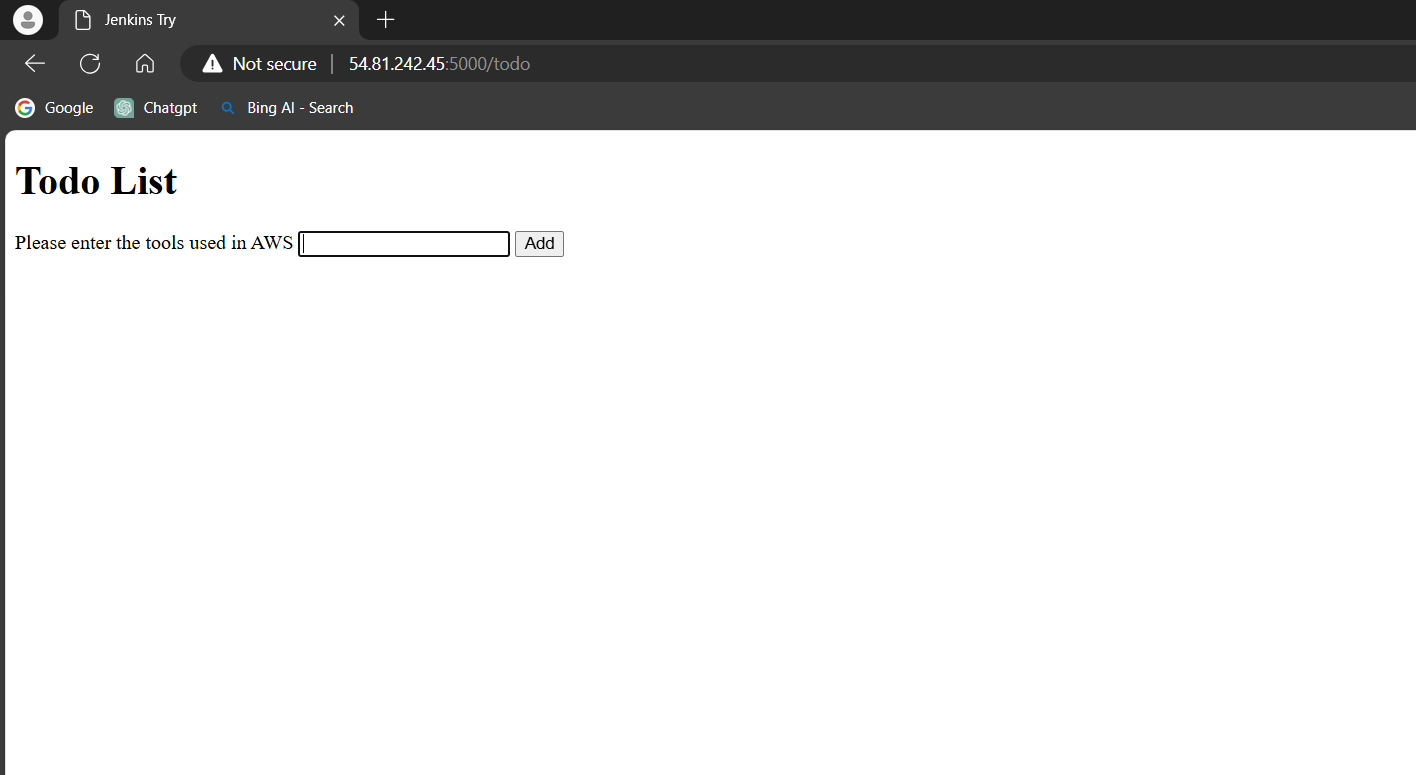 Jenkins Try
Not secure 54.81.242.45:5000/todo
Google Chatgpt Bing AI - Search
Todo List
Please enter the tools used in AWS Add